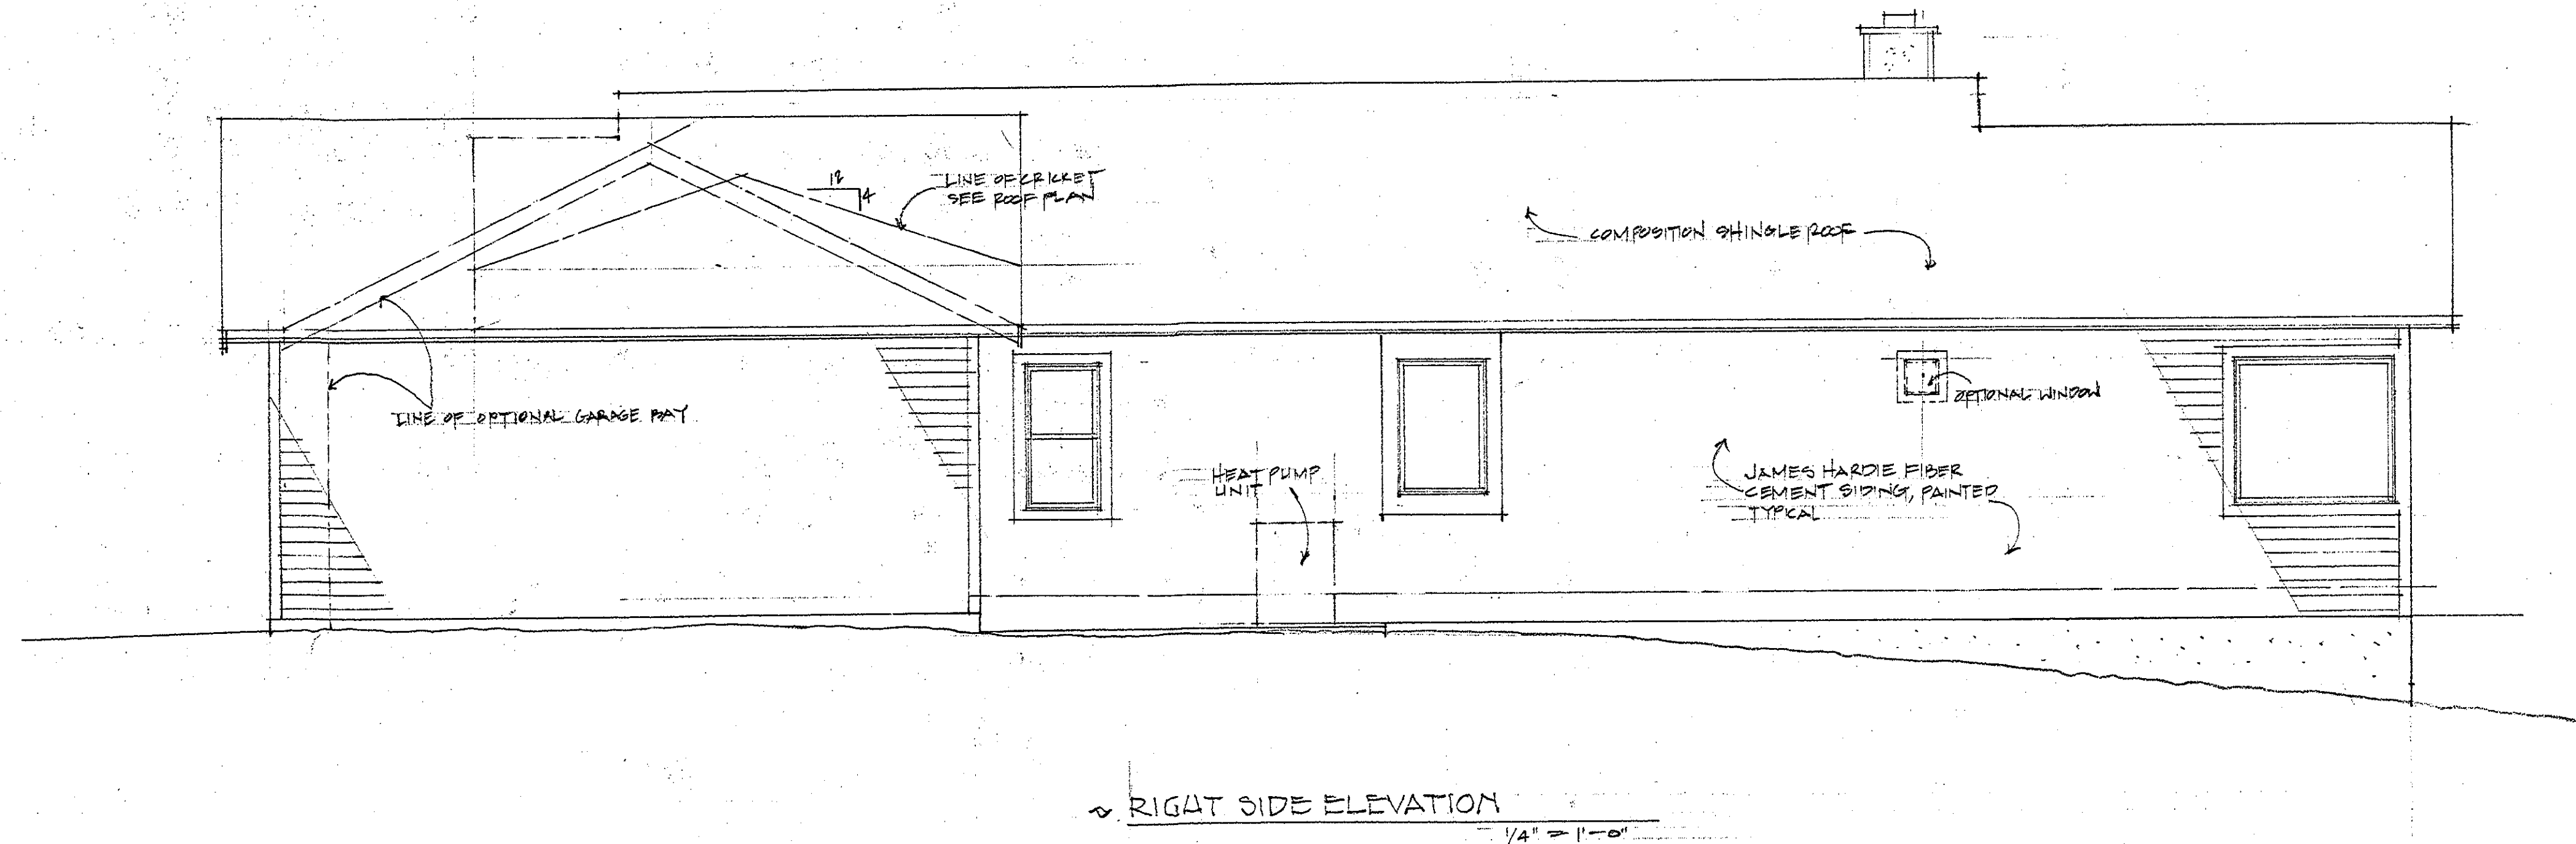 12
4
LINE OF CRICKET
SEE ROOF PLAN
COMPOSITION SHINGLE ROOF
LINE OF OPTIONAL GARAGE BAY
OPTIONAL WINDOW
HEAT PUMP
UNIT
JAMES HARDIE FIBER
CEMENT SIDING, PAINTED
TYPICAL
RIGHT SIDE ELEVATION
1/4" = 1'-0"